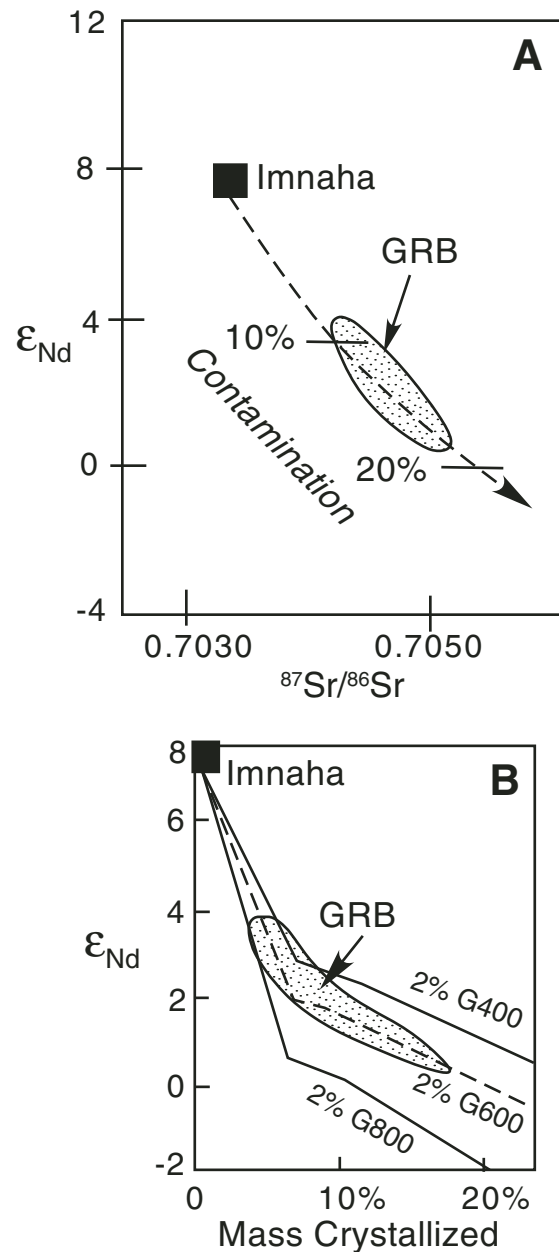 12
A
8
Imnaha
GRB
4
εNd
10%
Contamination
0
20%
-4
0.7030
0.7050
⁸⁷Sr/⁸⁶Sr
8
B
Imnaha
6
4
GRB
εNd
2
2% G400
0
2% G600
2% G800
-2
0
10%
20%
Mass Crystallized